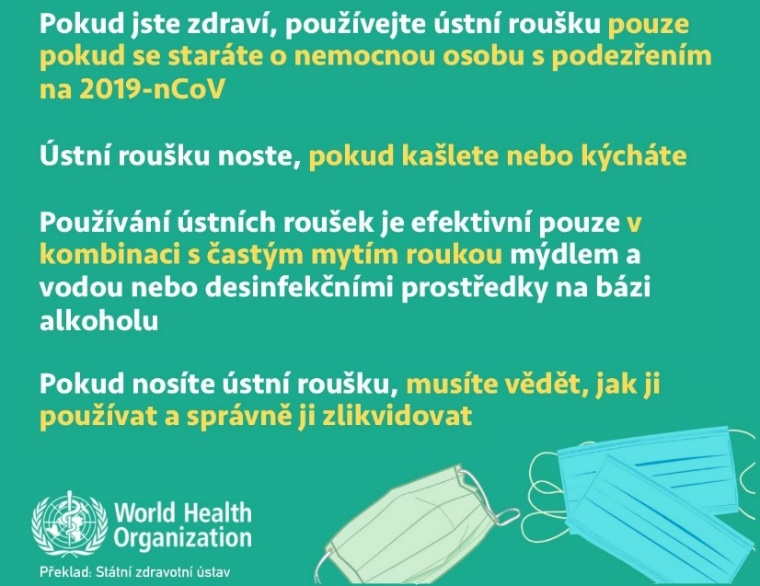 Pokud jste zdraví, používejte ústní roušku pouze
pokud se staráte o nemocnou osobu s podezřením
na 2019-nCoV
Ústní roušku noste, pokud kašlete nebo kýcháte
Používání ústních roušek je efektivní pouze v
kombinaci s častým mytím roukou mýdlem a
vodou nebo desinfekčními prostředky na bázi
alkoholu
Pokud nosíte ústní roušku, musíte vědět, jak ji
používat a správně ji zlikvidovat
World Health
Organization
Překlad: Státní zdravotní ústav